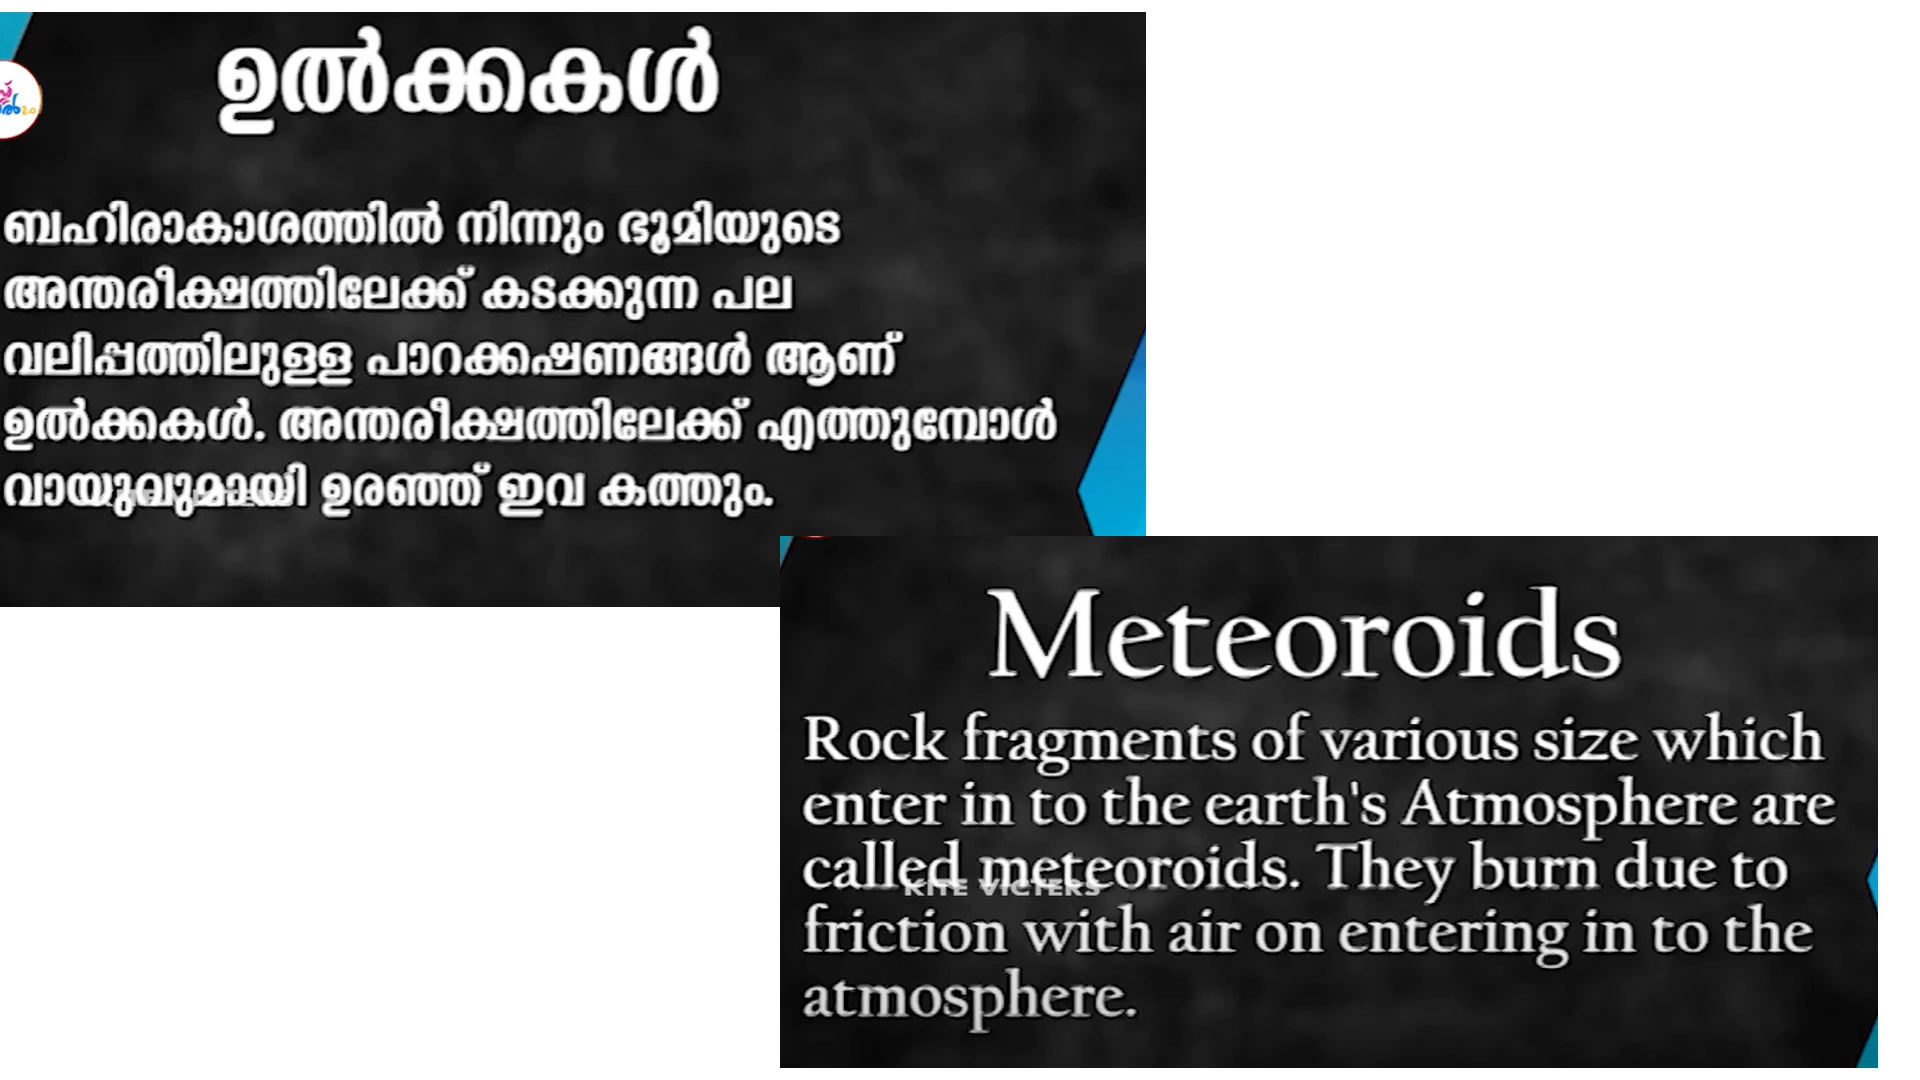 ഉൽക്കകൾ
ബഹിരാകാശത്തിൽ നിന്നും ഭൂമിയുടെ
അന്തരീക്ഷത്തിലേക്ക് കടക്കുന്ന പല
വലിപ്പത്തിലുളള പാറക്കഷണങ്ങൾ ആണ്
ഉൽക്കകൾ. അന്തരീക്ഷത്തിലേക്ക് എത്തുമ്പോൾ
വായുവുമായി ഉരഞ്ഞ് ഇവ കത്തും.
Meteoroids
Rock fragments of various size which
enter in to the earth's Atmosphere are
called meteoroids. They burn due to
KITE VICTERS
friction with air on entering in to the
atmosphere.